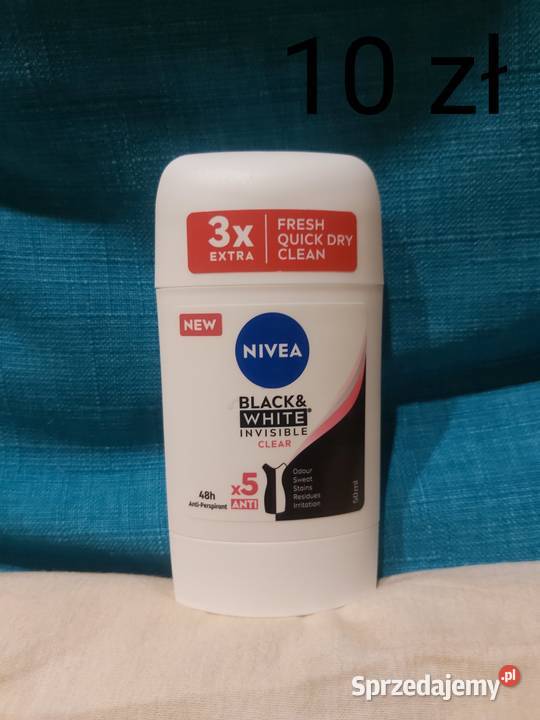 10 zł
3x
EXTRA
FRESH
QUICK DRY
CLEAN
NEW
NIVEA
BLACK&
WHITE®
INVISIBLE
CLEAR
48h
Anti-Perspirant
x5
ANTI
Odour
Sweat
Stains
Residues
Irritation
50ml
Sprzedajemy.pl